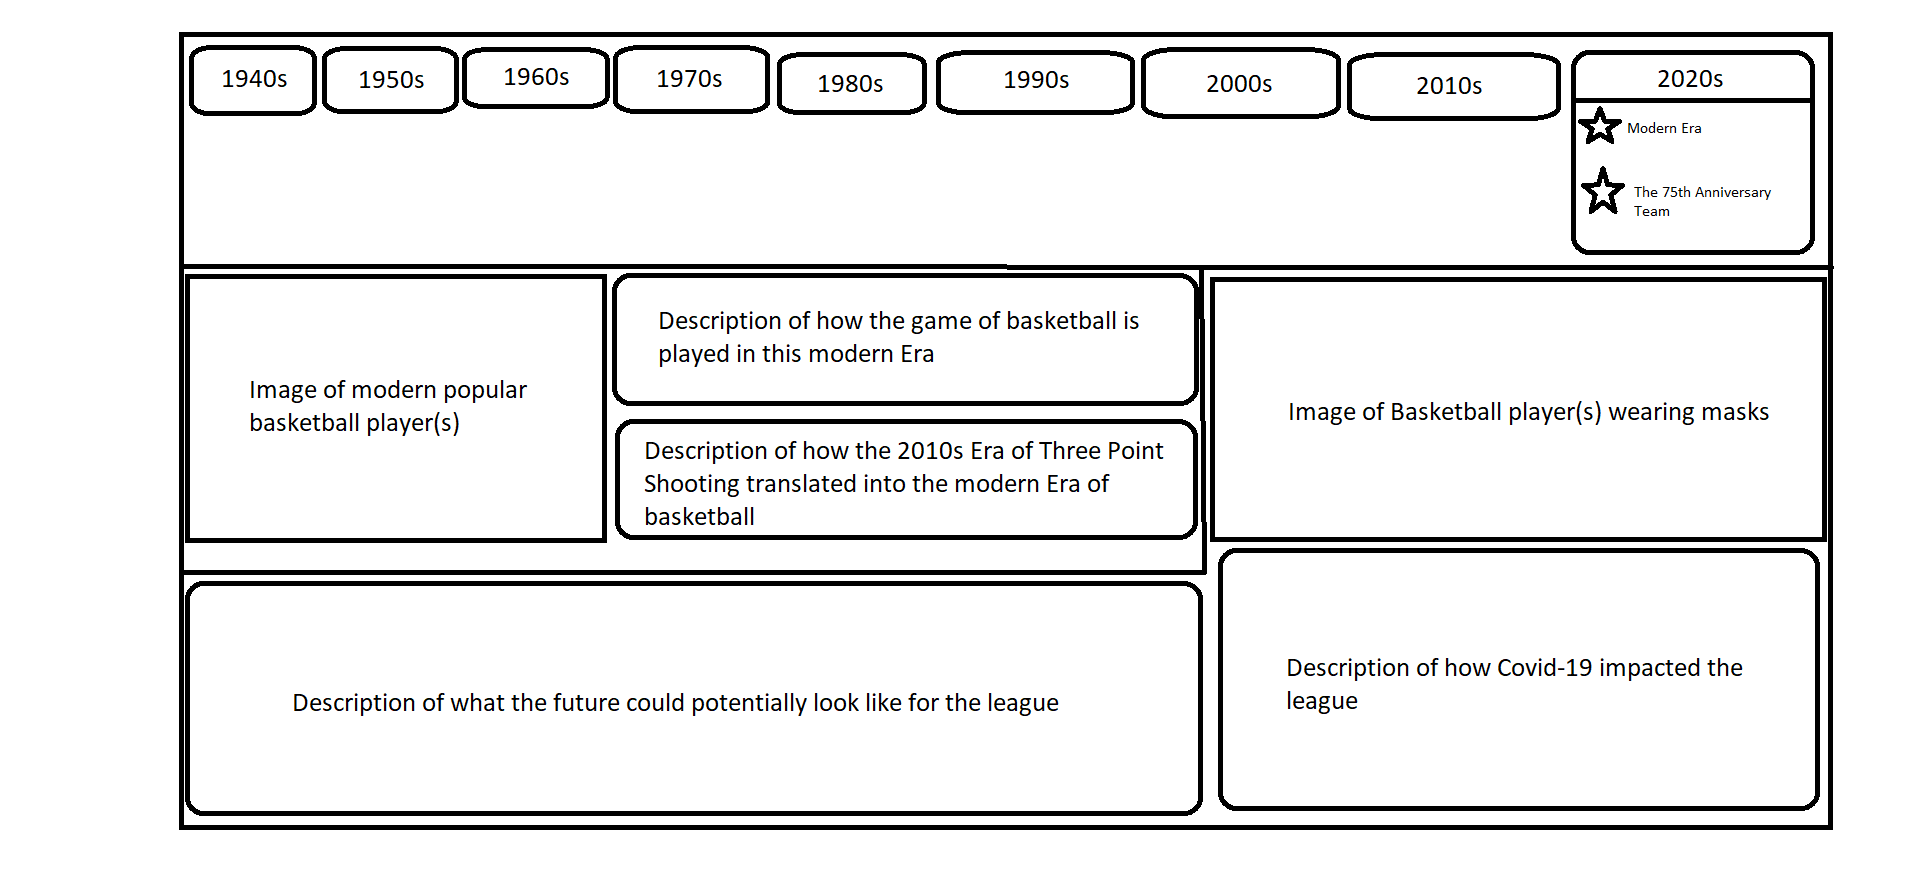 1940s
1950s
1960s
1970s
1980s
1990s
2000s
2010s
2020s
Modern Era
The 75th Anniversary
Team
Image of modern popular
basketball player(s)
Description of how the game of basketball is
played in this modern Era
Description of how the 2010s Era of Three Point
Shooting translated into the modern Era of
basketball
Image of Basketball player(s) wearing masks
Description of what the future could potentially look like for the league
Description of how Covid-19 impacted the
league